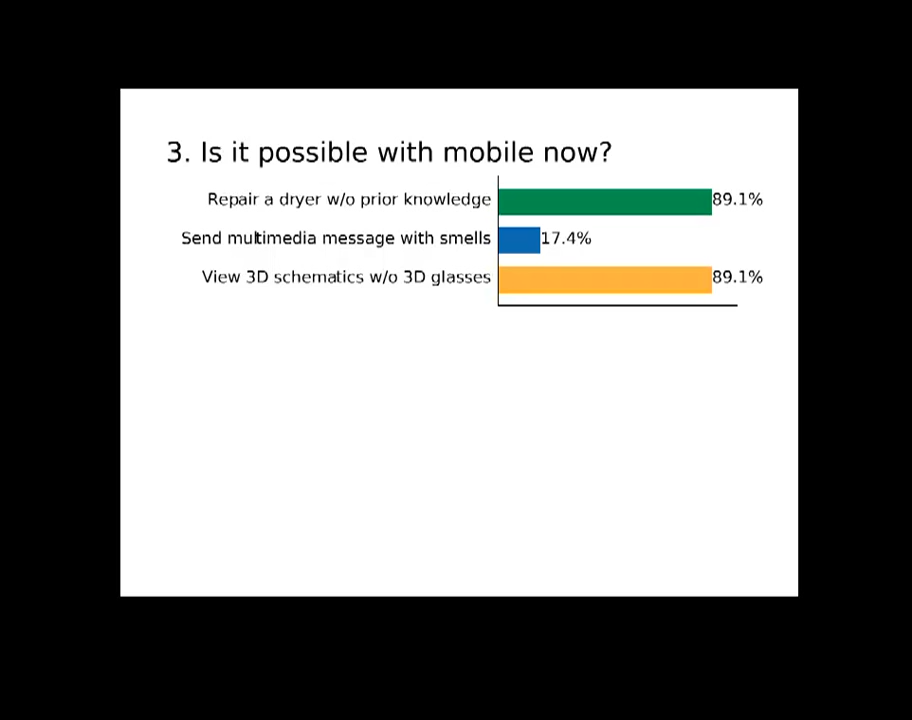 3. Is it possible with mobile now?
Repair a dryer w/o prior knowledge 89.1%
Send multimedia message with smells 17.4%
View 3D schematics w/o 3D glasses 89.1%